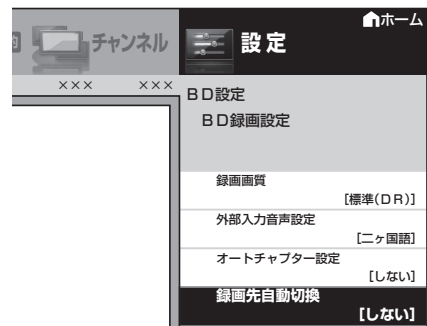 ホーム
チャンネル
設定
××× ×××
BD設定
BD録画設定
録画画質
[標準(DR)]
外部入力音声設定
[二ヶ国語]
オートチャプター設定
[しない]
録画先自動切換
[しない]